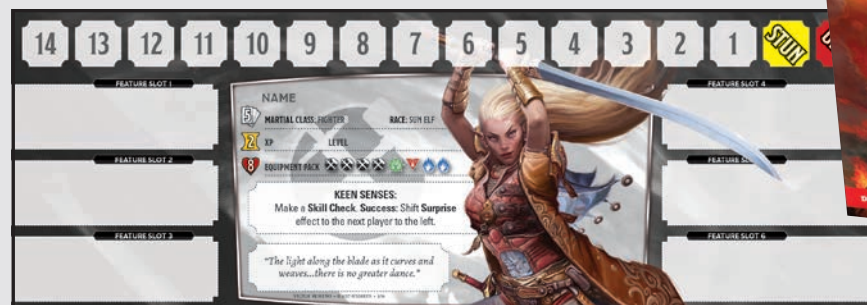 14 13 12 11 10 9 8 7 6 5 4 3 2 1 STUN
FEATURE SLOT 1
FEATURE SLOT 2
FEATURE SLOT 3
NAME
5 MARTIAL CLASS: FIGHTER RACE: SUN ELF
2 XP LEVEL
8 EQUIPMENT PACK
KEEN SENSES:
Make a Skill Check. Success: Shift Surprise
effect to the next player to the left.
"The light along the blade as it curves and
weaves...there is no greater dance."
FEATURE SLOT 4
FEATURE
FEATURE SLOT 6